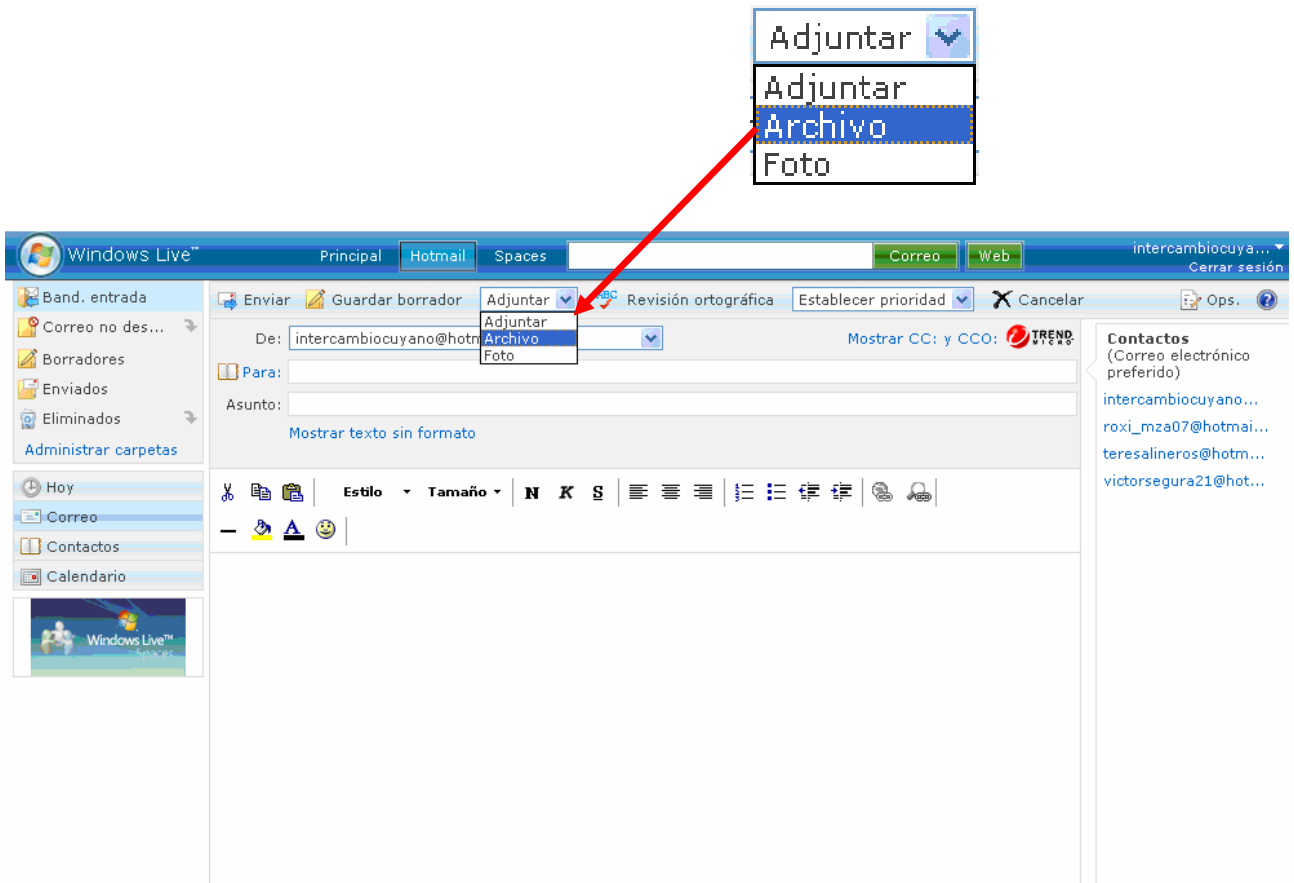 Adjuntar
Adjuntar
Archivo
Foto
Windows Live™
Principal Hotmail Spaces Correo Web
intercambiocuya...
Cerrar sesión
Band. entrada
Correo no des...
Borradores
Enviados
Eliminados
Administrar carpetas
Hoy
Correo
Contactos
Calendario
Windows Live™
Spaces
Enviar Guardar borrador Adjuntar ABC Revisión ortográfica Establecer prioridad Cancelar Ops.
Adjuntar
Archivo
Foto
De: intercambiocuyano@hotm
Mostrar CC: y CCO: TREND MICRO
Para:
Asunto:
Mostrar texto sin formato
Estilo Tamaño N K S
A
Contactos
(Correo electrónico
preferido)
intercambiocuyano...
roxi_mza07@hotmai...
teresalineros@hotm...
victorsegura21@hot...